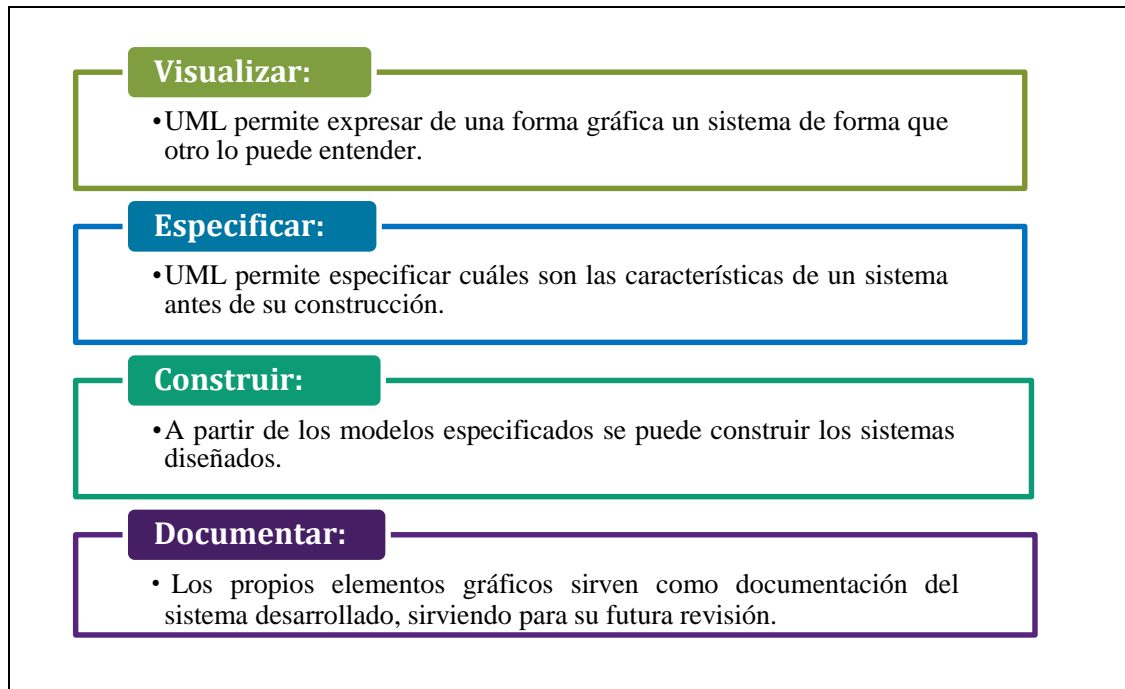 Visualizar:
•UML permite expresar de una forma gráfica un sistema de forma que
otro lo puede entender.
Especificar:
•UML permite especificar cuáles son las características de un sistema
antes de su construcción.
Construir:
•A partir de los modelos especificados se puede construir los sistemas
diseñados.
Documentar:
• Los propios elementos gráficos sirven como documentación del
sistema desarrollado, sirviendo para su futura revisión.